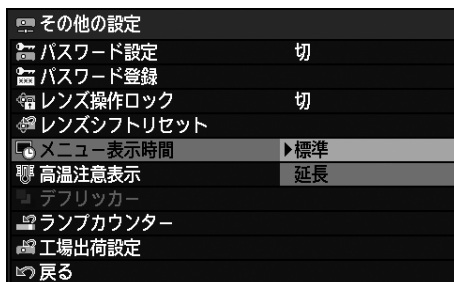 その他の設定
パスワード設定 切
パスワード登録
レンズ操作ロック 切
レンズシフトリセット
メニュー表示時間 ▶標準
高温注意表示 延長
デフリッカー
ランプカウンター
工場出荷設定
戻る